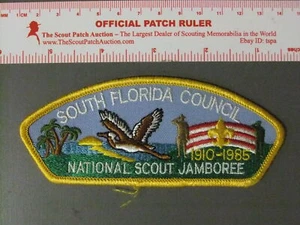 OFFICIAL PATCH RULER
The Scout Patch Auction - The Largest Dealer of Scouting Memorabilia in the World
www.TheScoutPatchAuction.com
Ebay ID: tspa
SOUTH FLORIDA COUNCIL
1910-1985
NATIONAL SCOUT JAMBOREE